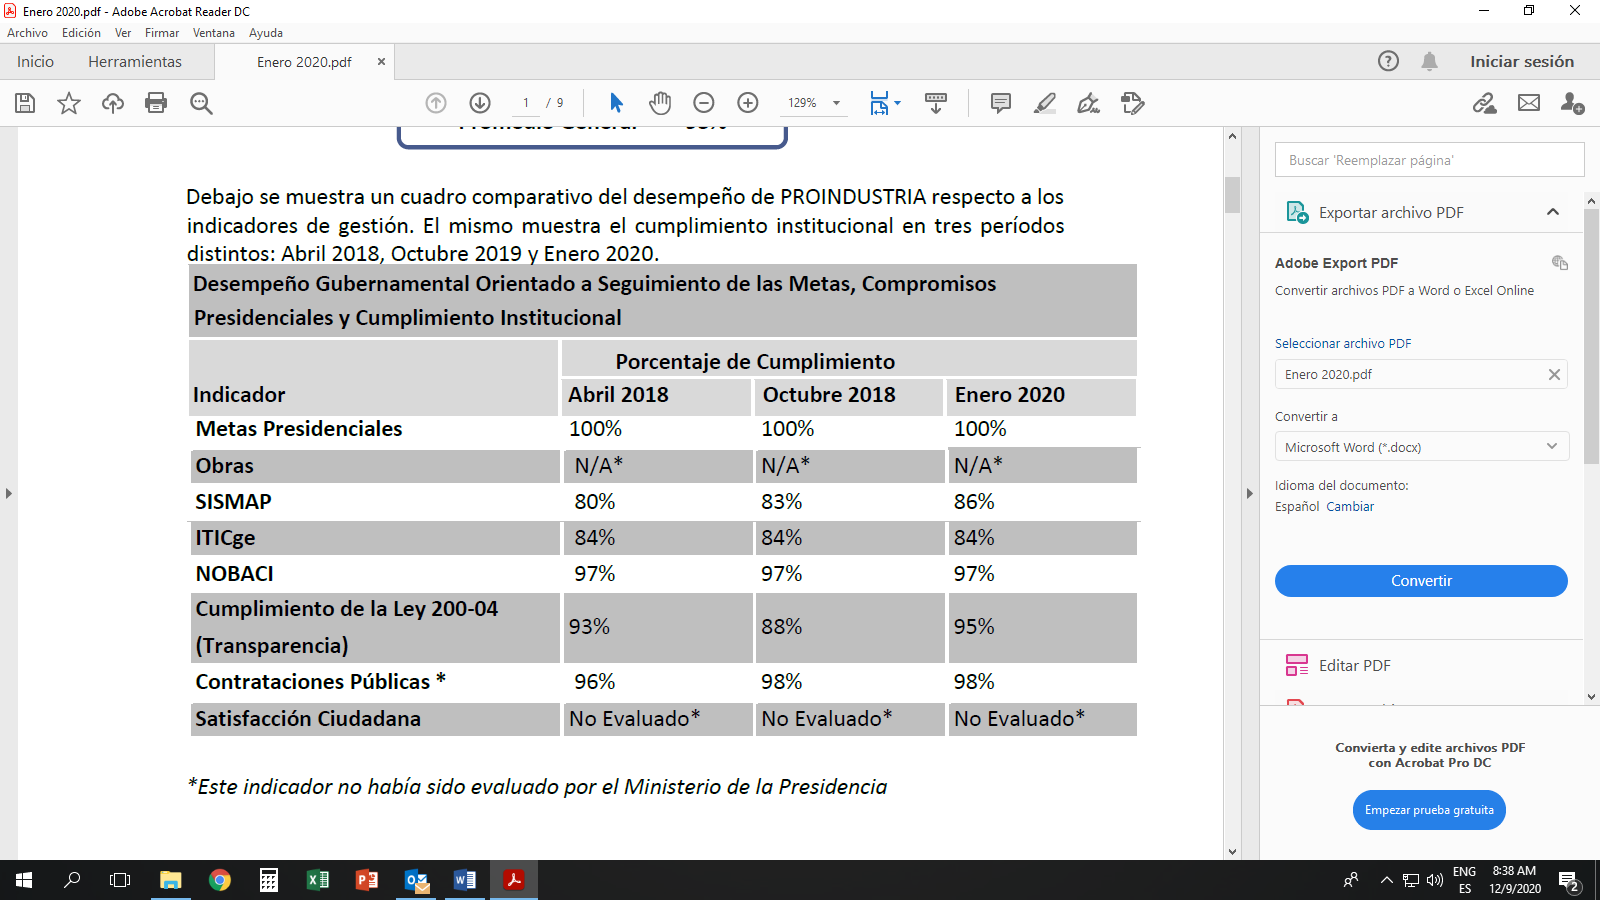 Enero 2020.pdf - Adobe Acrobat Reader DC
Archivo Edición Ver Firmar Ventana Ayuda
Inicio Herramientas Enero 2020.pdf Iniciar sesión
1 / 9 129%
Promedio General 93%
Debajo se muestra un cuadro comparativo del desempeño de PROINDUSTRIA respecto a los
indicadores de gestión. El mismo muestra el cumplimiento institucional en tres períodos
distintos: Abril 2018, Octubre 2019 y Enero 2020.
Desempeño Gubernamental Orientado a Seguimiento de las Metas, Compromisos
Presidenciales y Cumplimiento Institucional
Porcentaje de Cumplimiento
Indicador Abril 2018 Octubre 2018 Enero 2020
Metas Presidenciales 100% 100% 100%
Obras N/A* N/A* N/A*
SISMAP 80% 83% 86%
ITICge 84% 84% 84%
NOBACI 97% 97% 97%
Cumplimiento de la Ley 200-04
(Transparencia) 93% 88% 95%
Contrataciones Públicas * 96% 98% 98%
Satisfacción Ciudadana No Evaluado* No Evaluado* No Evaluado*
*Este indicador no había sido evaluado por el Ministerio de la Presidencia
Buscar 'Reemplazar página'
Exportar archivo PDF
Adobe Export PDF
Convertir archivos PDF a Word o Excel Online
Seleccionar archivo PDF
Enero 2020.pdf
Convertir a
Microsoft Word (*.docx)
Idioma del documento:
Español Cambiar
Convertir
Editar PDF
Convierta y edite archivos PDF
con Acrobat Pro DC
Empezar prueba gratuita
ENG
ES
8:38 AM
12/9/2020
2